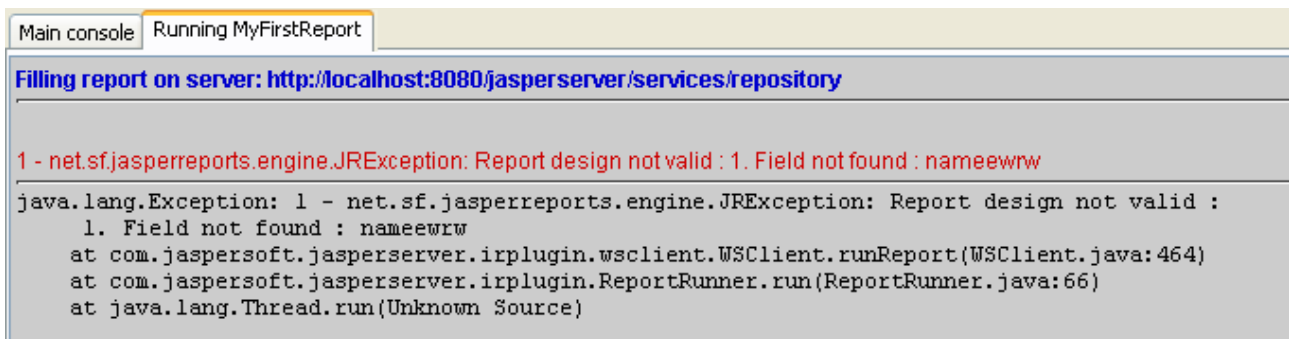 Main console Running MyFirstReport
Filling report on server: http://localhost:8080/jasperserver/services/repository
1 - net.sf.jasperreports.engine.JRException: Report design not valid : 1. Field not found : nameewrw
java.lang.Exception: 1 - net.sf.jasperreports.engine.JRException: Report design not valid :
1. Field not found : nameewrw
at com.jaspersoft.jasperserver.irplugin.wsclient.WSClient.runReport(WSClient.java:464)
at com.jaspersoft.jasperserver.irplugin.ReportRunner.run(ReportRunner.java:66)
at java.lang.Thread.run(Unknown Source)